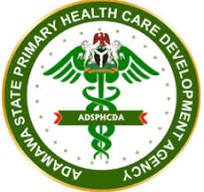 ADAMAWA STATE PRIMARY HEALTH CARE DEVELOPMENT AGENCY
ADSPHCDA